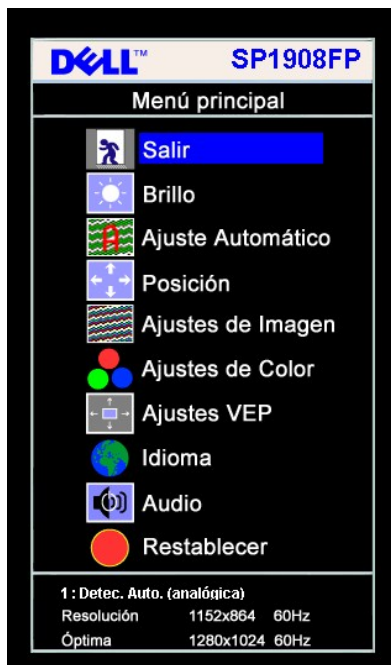 DELL™ SP1908FP
Menú principal
Salir
Brillo
A
Ajuste Automático
Posición
Ajustes de Imagen
Ajustes de Color
Ajustes VEP
Idioma
Audio
Restablecer
1 : Detec. Auto. (analógica)
Resolución 1152x864 60Hz
Óptima 1280x1024 60Hz